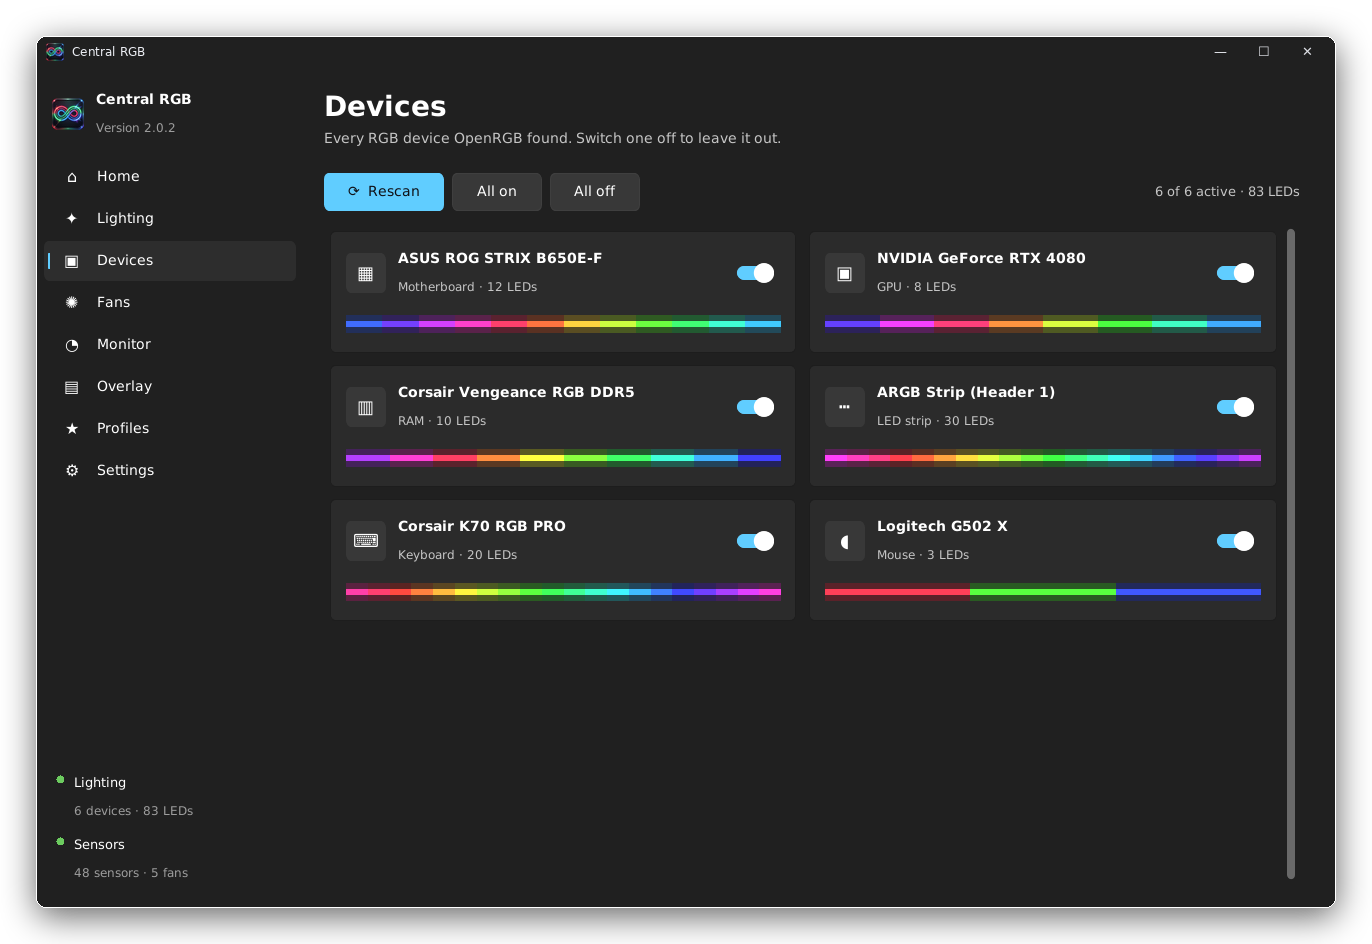 Central RGB
Central RGB
Version 2.0.2
Home
Lighting
Devices
Fans
Monitor
Overlay
Profiles
Settings
Lighting
6 devices · 83 LEDs
Sensors
48 sensors · 5 fans
Devices
Every RGB device OpenRGB found. Switch one off to leave it out.
Rescan
All on
All off
6 of 6 active · 83 LEDs
ASUS ROG STRIX B650E-F
Motherboard · 12 LEDs
NVIDIA GeForce RTX 4080
GPU · 8 LEDs
Corsair Vengeance RGB DDR5
RAM · 10 LEDs
ARGB Strip (Header 1)
LED strip · 30 LEDs
Corsair K70 RGB PRO
Keyboard · 20 LEDs
Logitech G502 X
Mouse · 3 LEDs